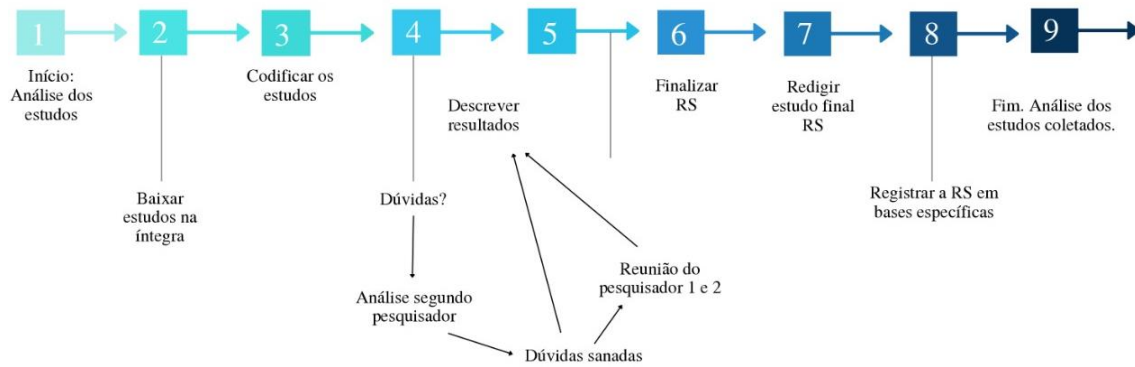 1
2
3
4
5
6
7
8
9
Início:
Análise dos
estudos
Baixar
estudos na
íntegra
Codificar os
estudos
Dúvidas?
Análise segundo
pesquisador
Dúvidas sanadas
Reunião do
pesquisador 1 e 2
Descrever
resultados
Finalizar
RS
Redigir
estudo final
RS
Registrar a RS em
bases específicas
Fim. Análise dos
estudos coletados.